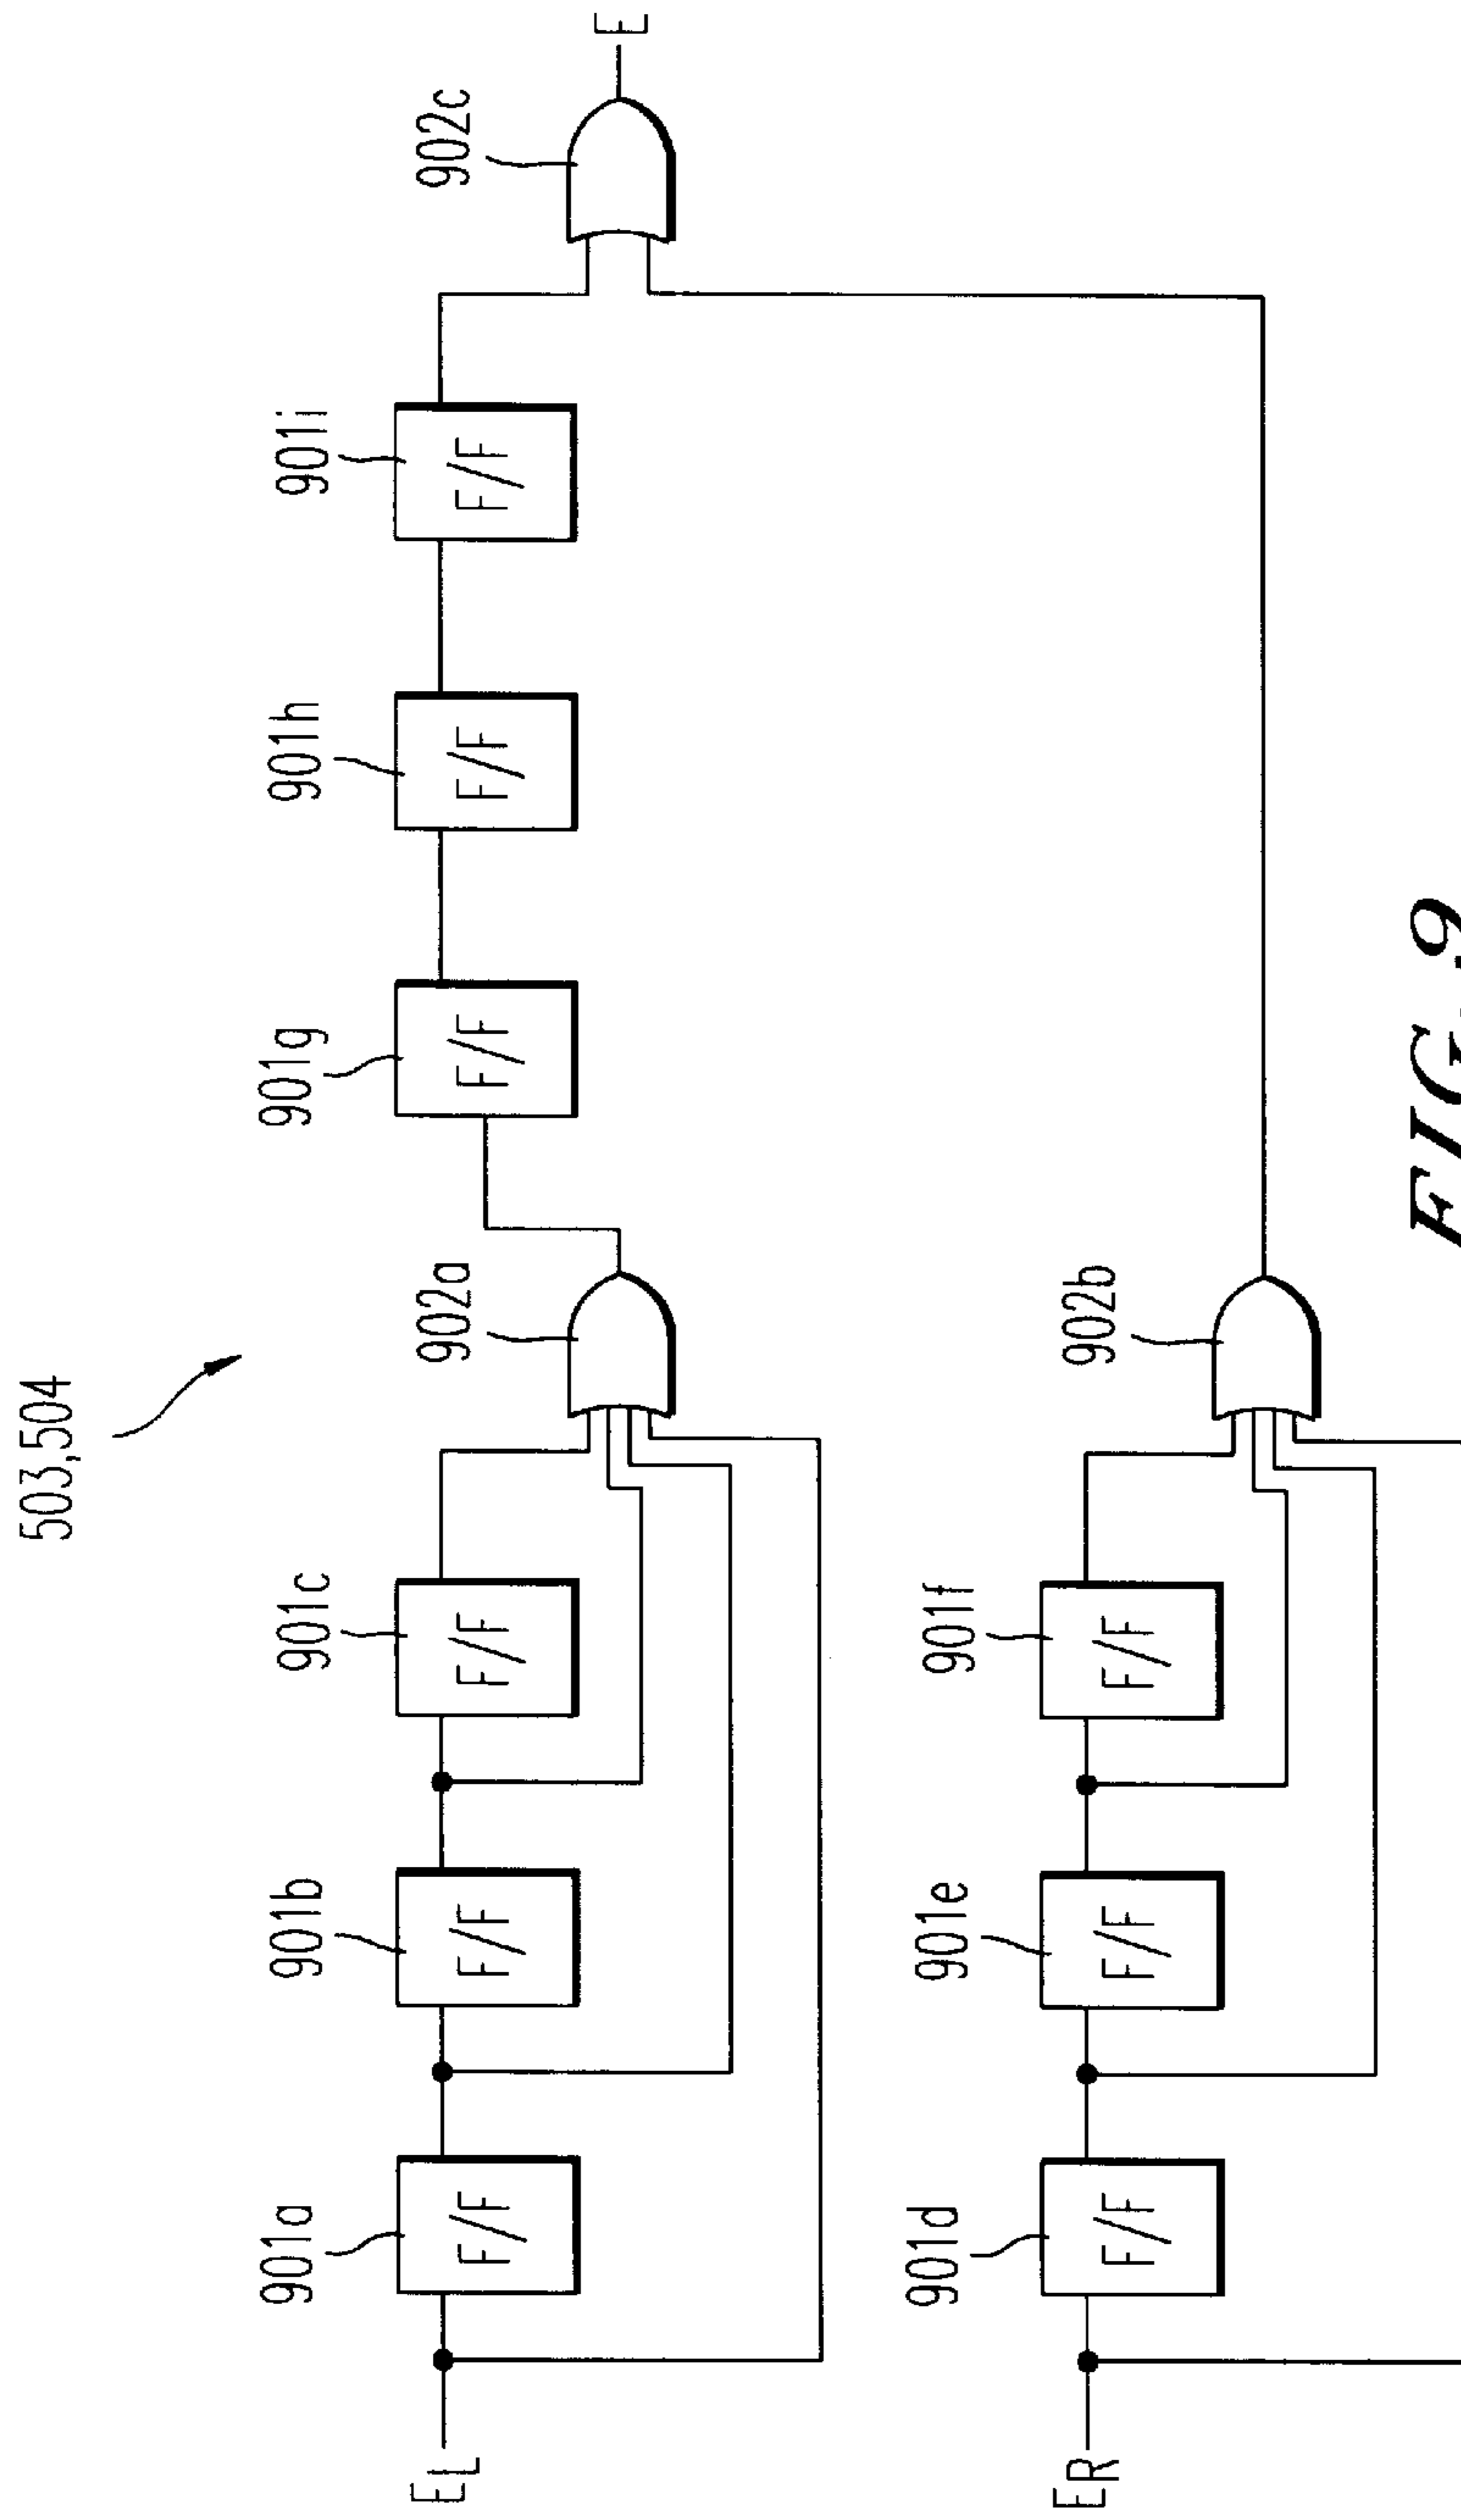 503,504
901a
901b
901c
901g
901h
901i
F/F
F/F
F/F
F/F
F/F
F/F
EL
902a
902c
E
901d
901e
901f
F/F
F/F
F/F
ER
902b
FIG. 9